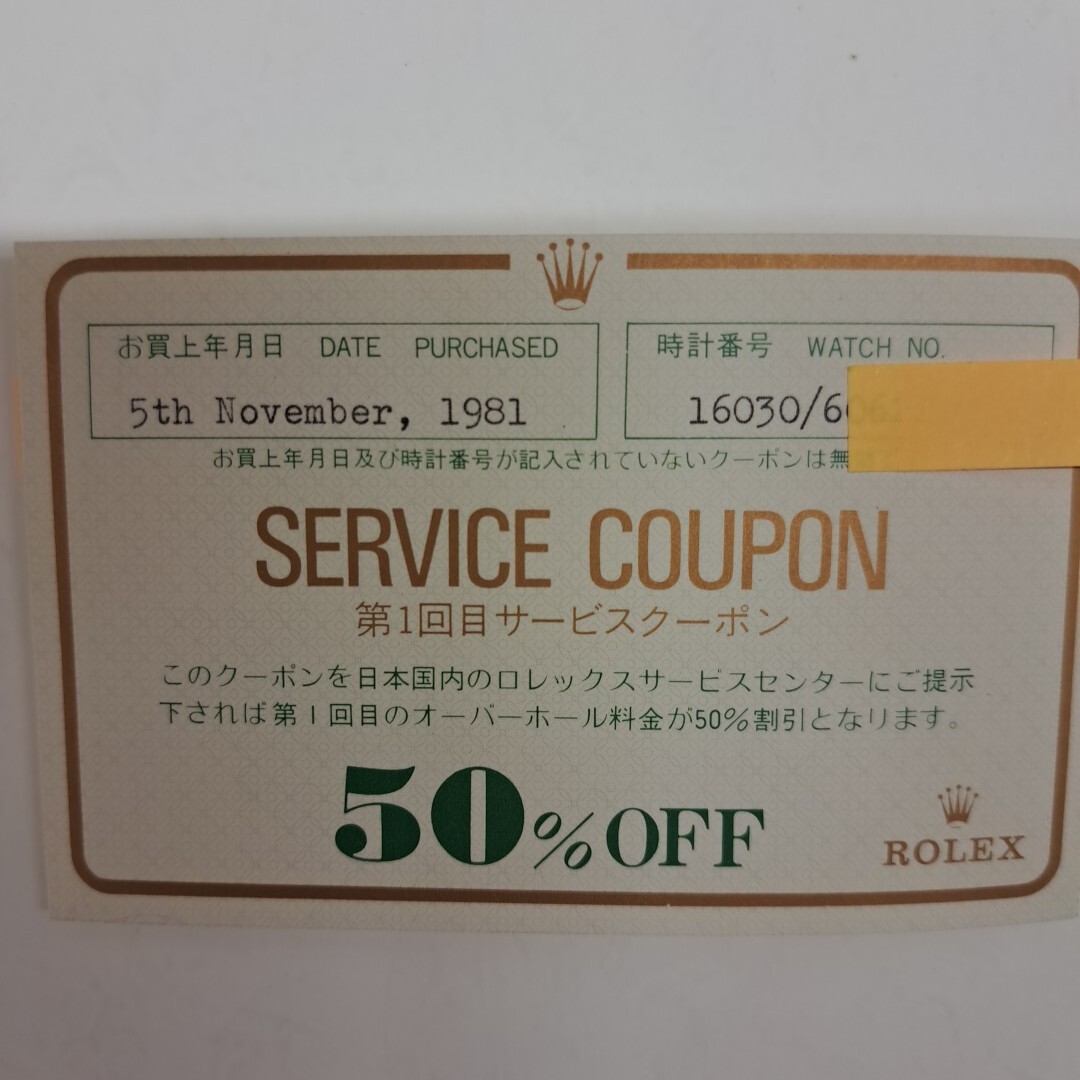 お買上年月日 DATE PURCHASED
5th November, 1981
時計番号 WATCH NO.
16030/6
お買上年月日及び時計番号が記入されていないクーポンは無
SERVICE COUPON
第1回目サービスクーポン
このクーポンを日本国内のロレックスサービスセンターにご提示
下されば第1回目のオーバーホール料金が50%割引となります。
50%OFF
ROLEX